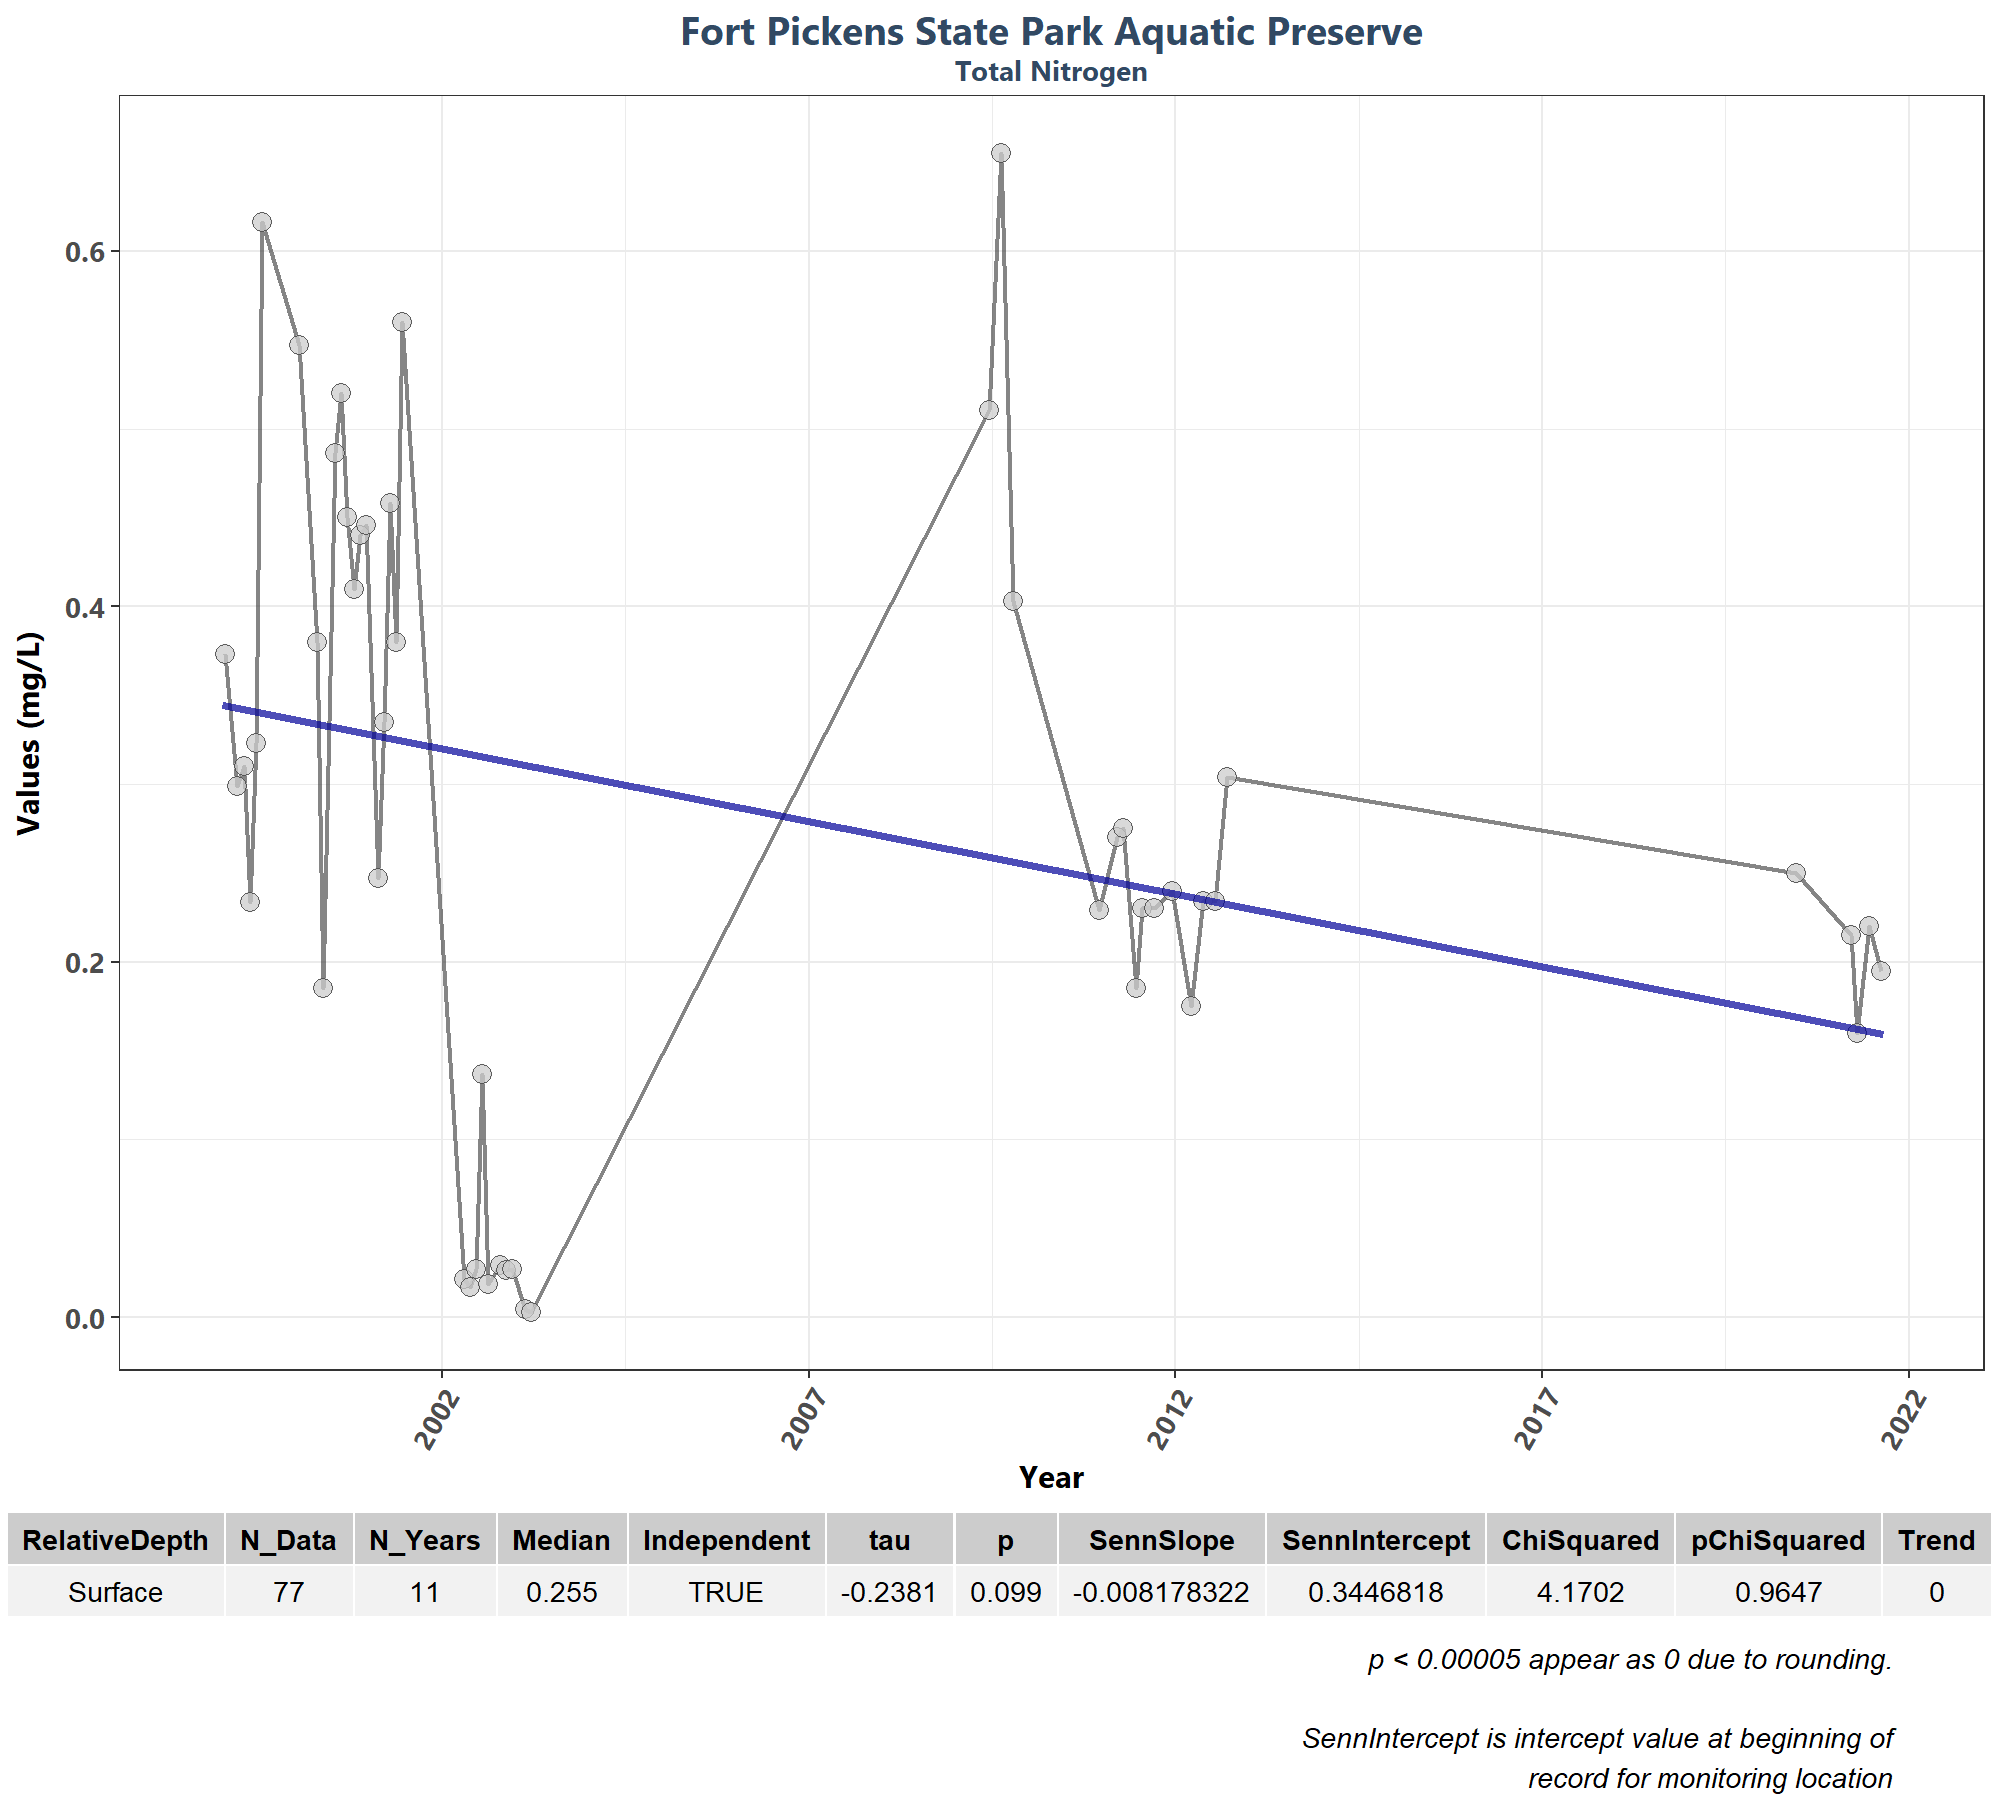 Fort Pickens State Park Aquatic Preserve
Total Nitrogen
Values (mg/L)
0.6
0.4
0.2
0.0
2002 2007 2012 2017 2022
Year
RelativeDepth N_Data N_Years Median Independent tau p SennSlope SennIntercept ChiSquared pChiSquared Trend
Surface 77 11 0.255 TRUE -0.2381 0.099 -0.008178322 0.3446818 4.1702 0.9647 0
p < 0.00005 appear as 0 due to rounding.
SennIntercept is intercept value at beginning of
record for monitoring location